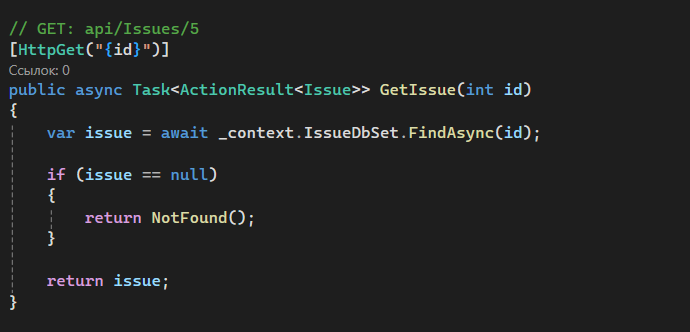 // GET: api/Issues/5
[HttpGet("{id}")]
Ссылок: 0
public async Task<ActionResult<Issue>> GetIssue(int id)
{
var issue = await _context.IssueDbSet.FindAsync(id);
if (issue == null)
{
return NotFound();
}
return issue;
}